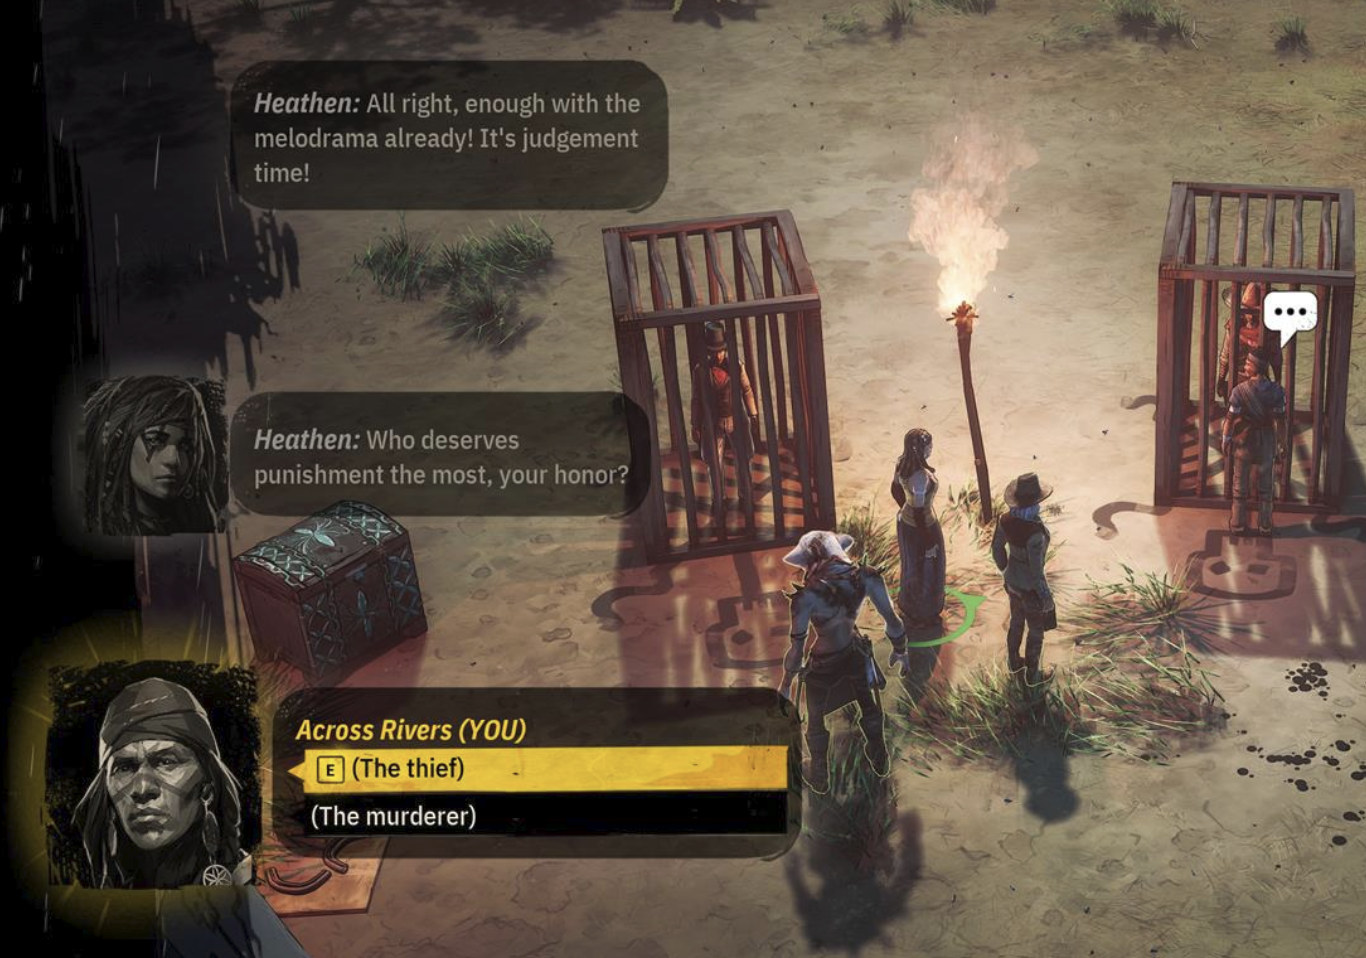 Heathen: All right, enough with the
melodrama already! It's judgement
time!
Heathen: Who deserves
punishment the most, your honor?
Across Rivers (YOU)
E (The thief)
(The murderer)